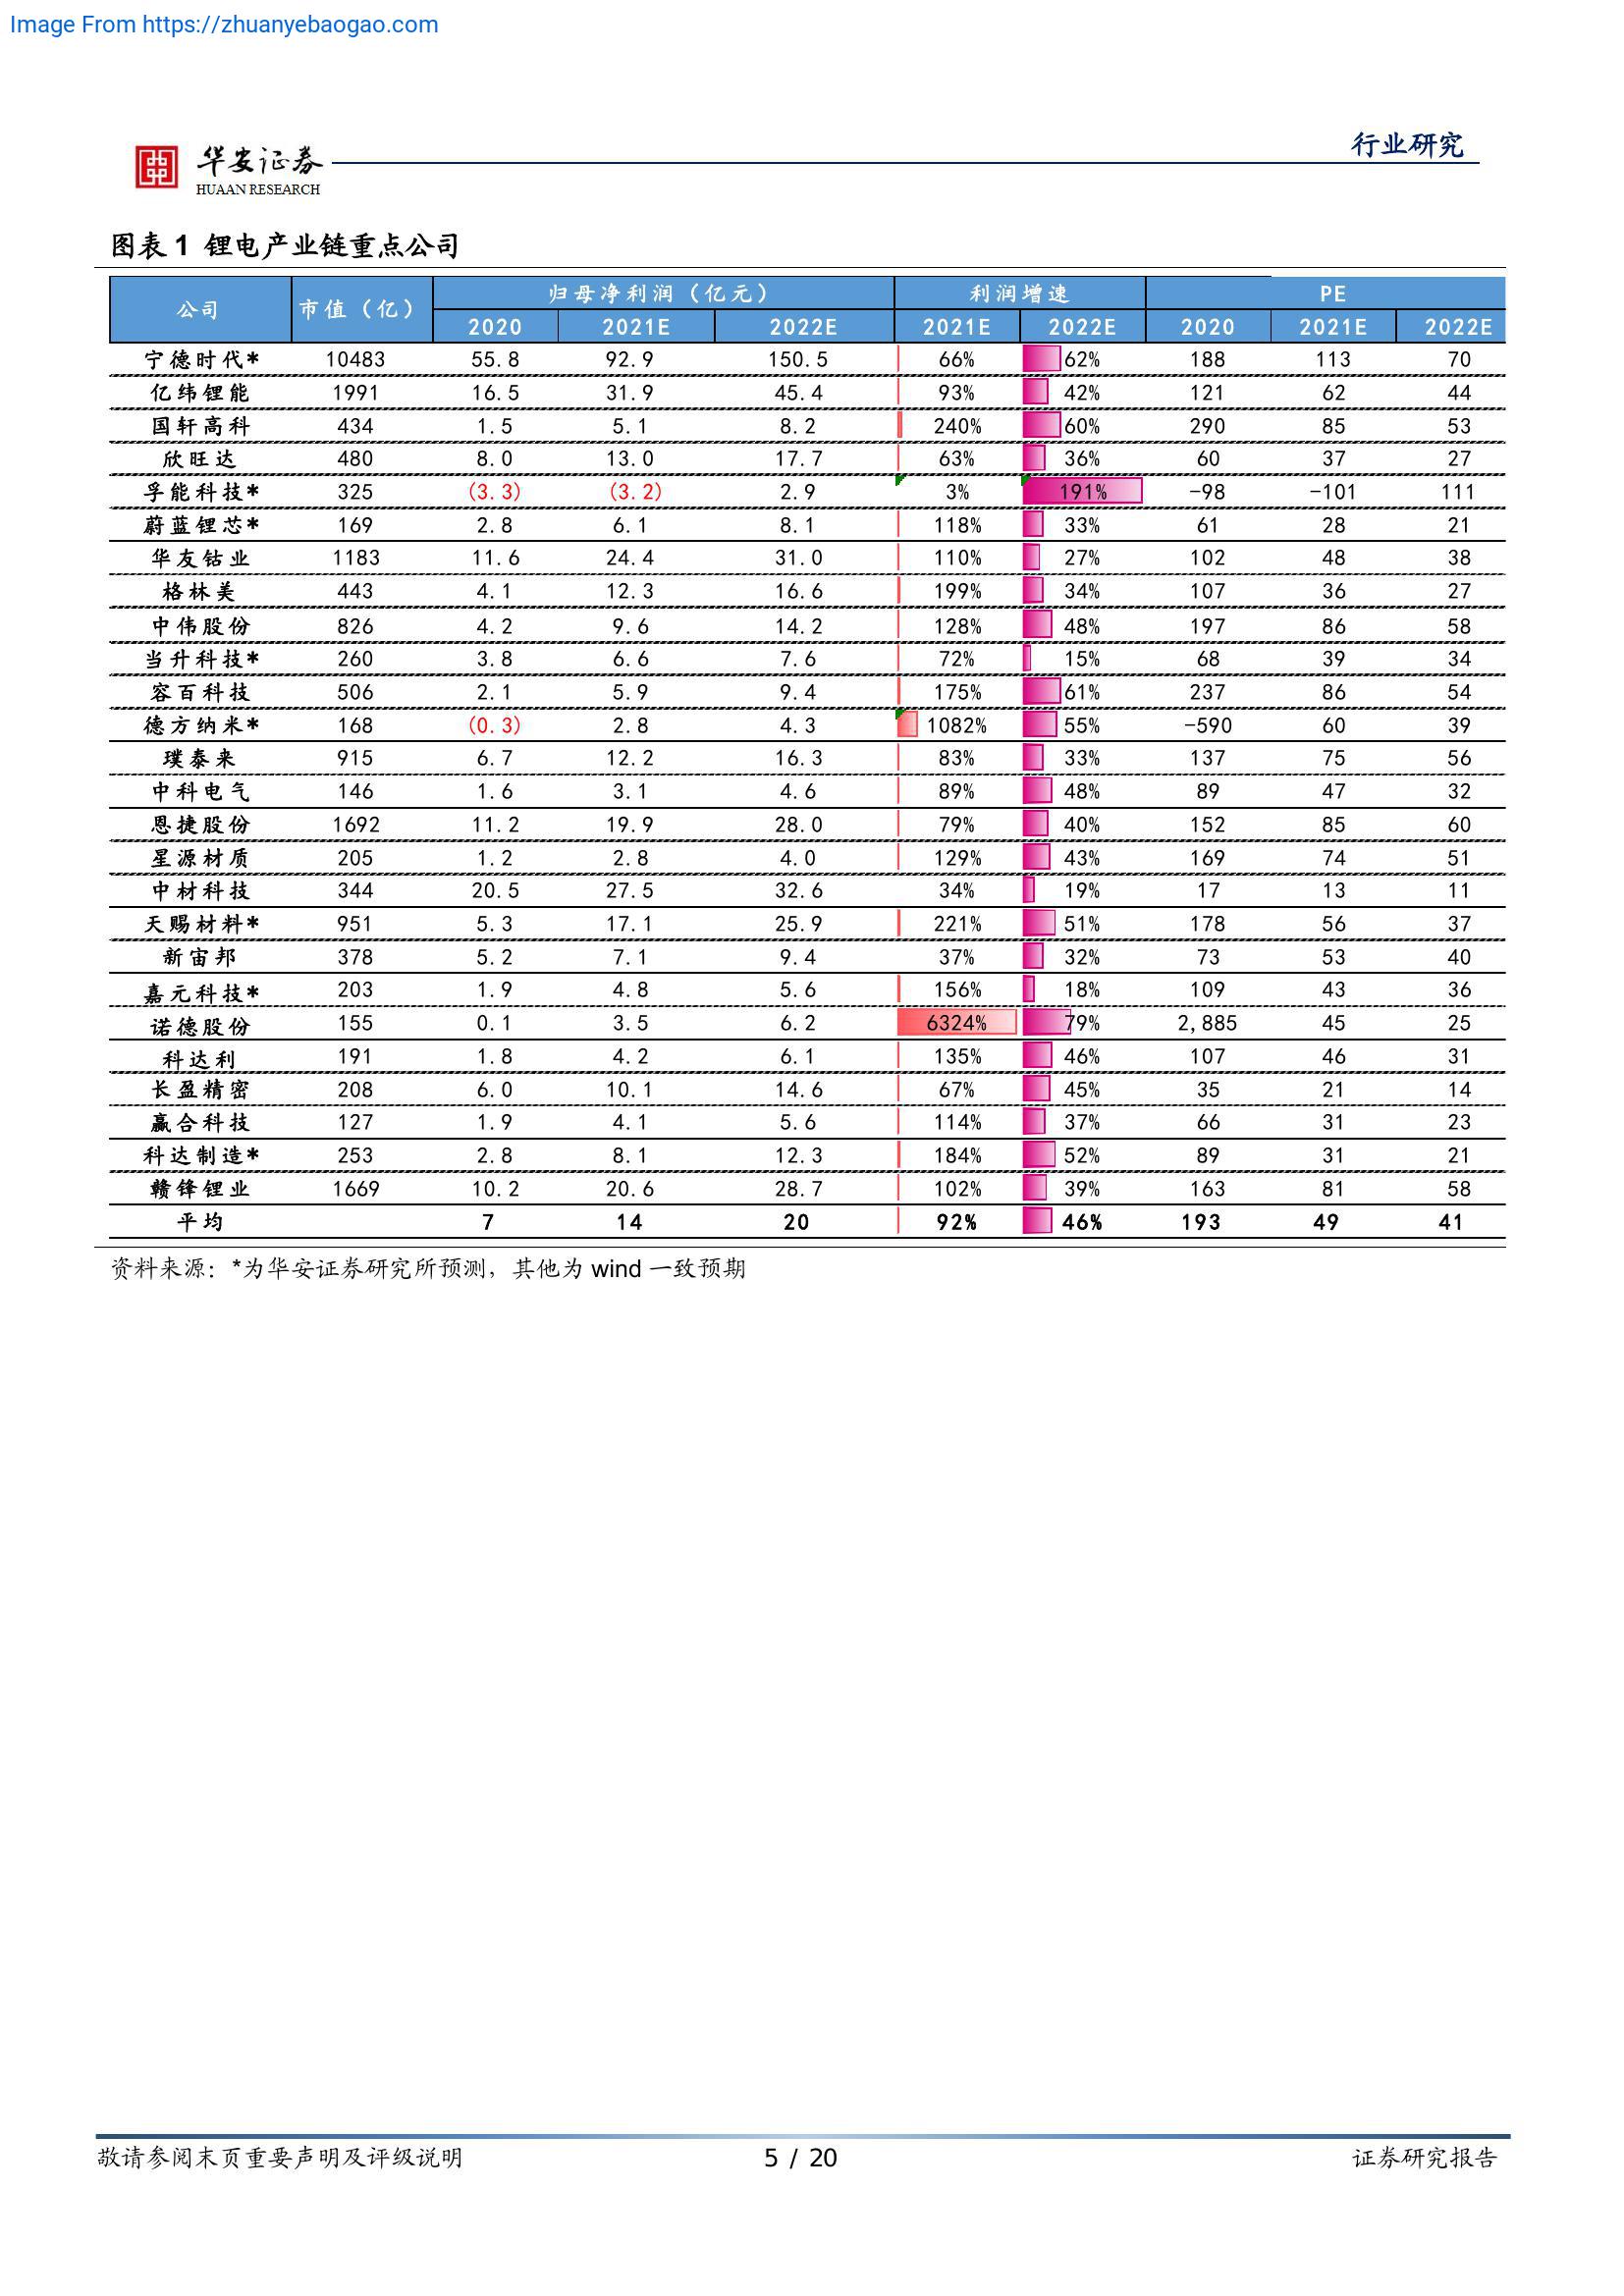 Image From https://zhuanyebaogao.com
行业研究
华安证券
HUAAN RESEARCH
图表 1 锂电产业链重点公司
公司 市值（亿） 归母净利润（亿元） 利润增速 PE
2020 2021E 2022E 2021E 2022E 2020 2021E 2022E
宁德时代* 10483 55.8 92.9 150.5 66% 62% 188 113 70
亿纬锂能 1991 16.5 31.9 45.4 93% 42% 121 62 44
国轩高科 434 1.5 5.1 8.2 240% 60% 290 85 53
欣旺达 480 8.0 13.0 17.7 63% 36% 60 37 27
孚能科技* 325 (3.3) (3.2) 2.9 3% 191% -98 -101 111
蔚蓝锂芯* 169 2.8 6.1 8.1 118% 33% 61 28 21
华友钴业 1183 11.6 24.4 31.0 110% 27% 102 48 38
格林美 443 4.1 12.3 16.6 199% 34% 107 36 27
中伟股份 826 4.2 9.6 14.2 128% 48% 197 86 58
当升科技* 260 3.8 6.6 7.6 72% 15% 68 39 34
容百科技 506 2.1 5.9 9.4 175% 61% 237 86 54
德方纳米* 168 (0.3) 2.8 4.3 1082% 55% -590 60 39
璞泰来 915 6.7 12.2 16.3 83% 33% 137 75 56
中科电气 146 1.6 3.1 4.6 89% 48% 89 47 32
恩捷股份 1692 11.2 19.9 28.0 79% 40% 152 85 60
星源材质 205 1.2 2.8 4.0 129% 43% 169 74 51
中材科技 344 20.5 27.5 32.6 34% 19% 17 13 11
天赐材料* 951 5.3 17.1 25.9 221% 51% 178 56 37
新宙邦 378 5.2 7.1 9.4 37% 32% 73 53 40
嘉元科技* 203 1.9 4.8 5.6 156% 18% 109 43 36
诺德股份 155 0.1 3.5 6.2 6324% 79% 2,885 45 25
科达利 191 1.8 4.2 6.1 135% 46% 107 46 31
长盈精密 208 6.0 10.1 14.6 67% 45% 35 21 14
赢合科技 127 1.9 4.1 5.6 114% 37% 66 31 23
科达制造* 253 2.8 8.1 12.3 184% 52% 89 31 21
赣锋锂业 1669 10.2 20.6 28.7 102% 39% 163 81 58
平均 7 14 20 92% 46% 193 49 41
资料来源：*为华安证券研究所预测，其他为 wind 一致预期
敬请参阅末页重要声明及评级说明 5 / 20 证券研究报告